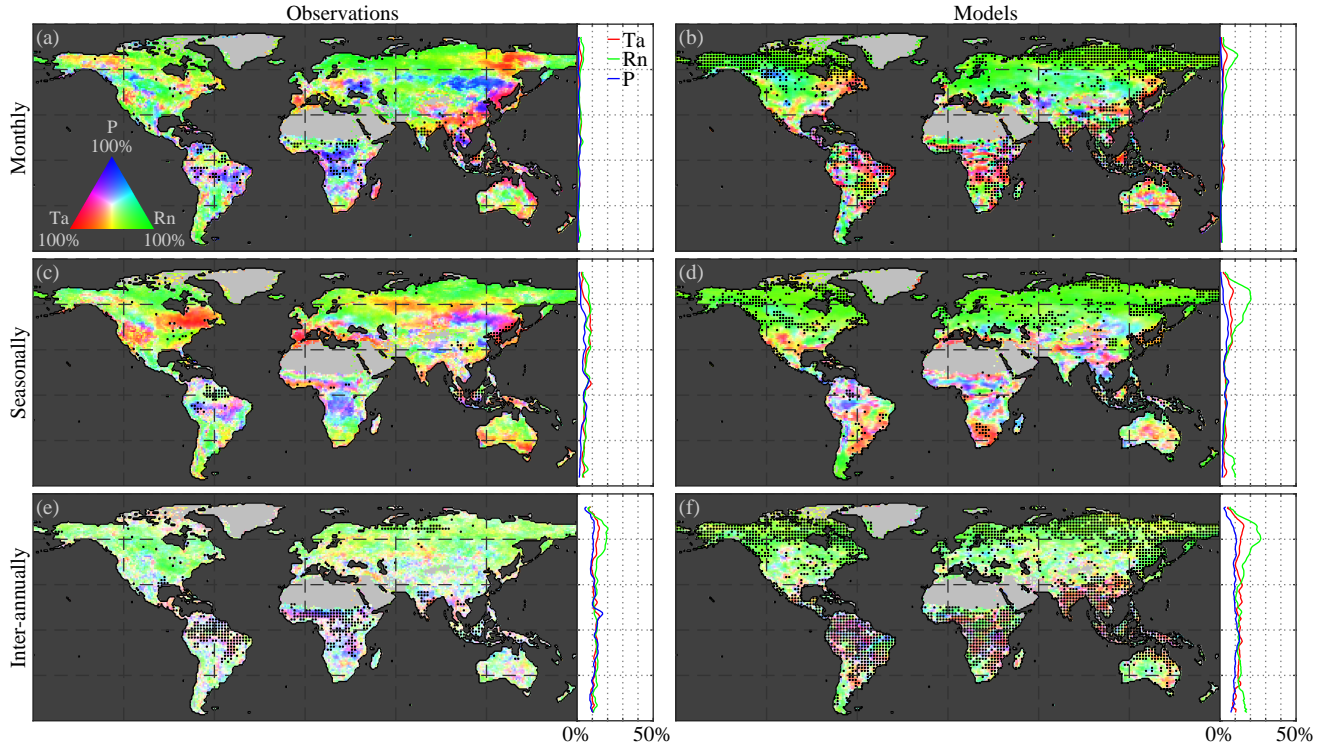 Observations
Models
Monthly
(a)
(b)
Ta
Rn
P
P
100%
Ta
Rn
100%
100%
Seasonally
(c)
(d)
Inter-annually
(e)
(f)
0%
50%
0%
50%